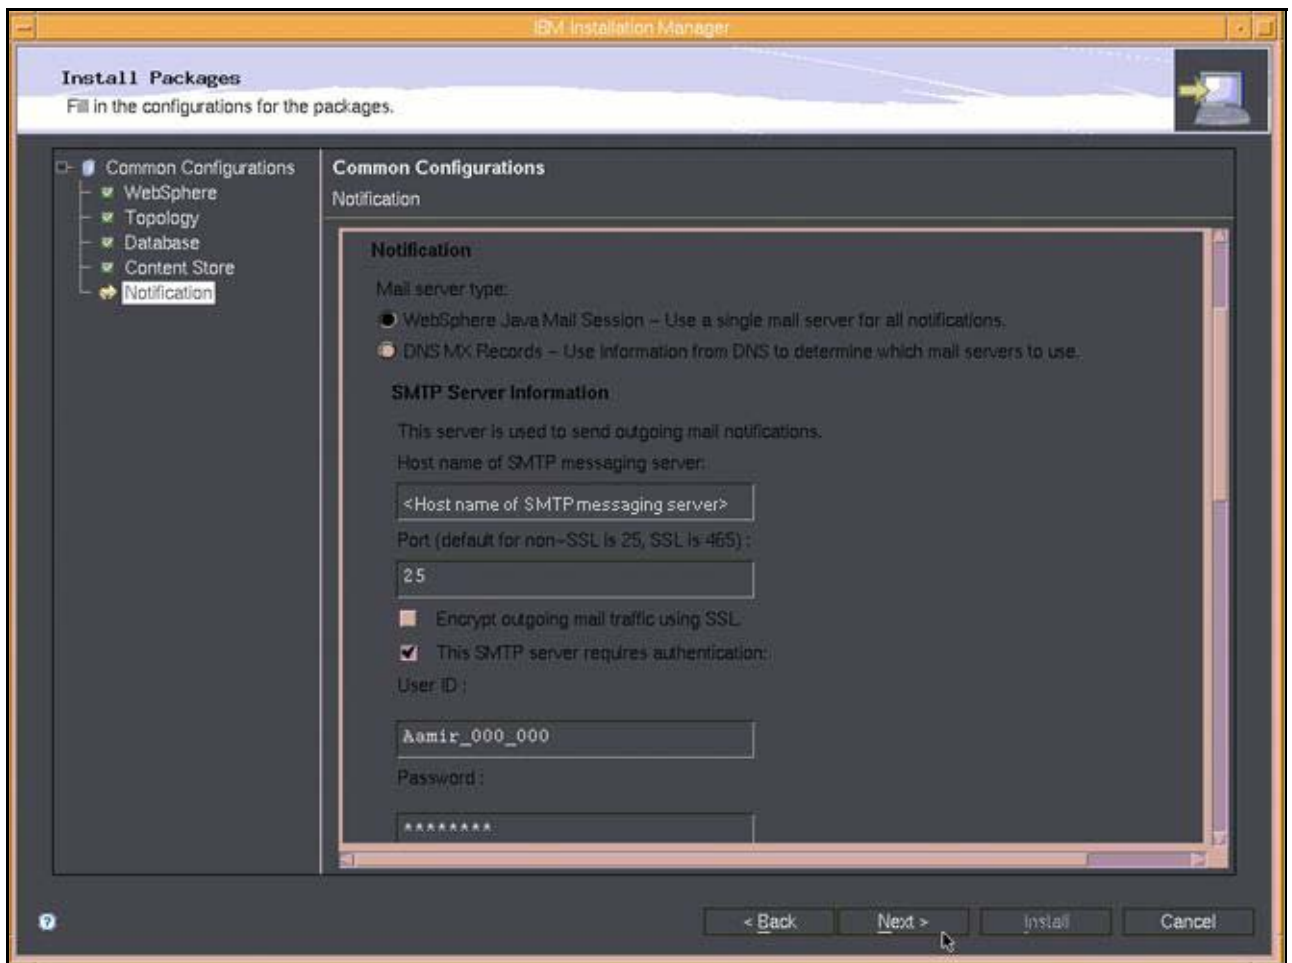 IBM Installation Manager
Install Packages
Fill in the configurations for the packages.
Common Configurations
WebSphere
Topology
Database
Content Store
Notification
Common Configurations
Notification
Notification
Mail server type:
WebSphere Java Mail Session – Use a single mail server for all notifications.
DNS MX Records – Use information from DNS to determine which mail servers to use.
SMTP Server Information
This server is used to send outgoing mail notifications.
Host name of SMTP messaging server:
<Host name of SMTP messaging server>
Port (default for non–SSL is 25, SSL is 465) :
25
Encrypt outgoing mail traffic using SSL.
This SMTP server requires authentication:
User ID :
Aamir_000_000
Password :
********
< Back
Next >
Install
Cancel